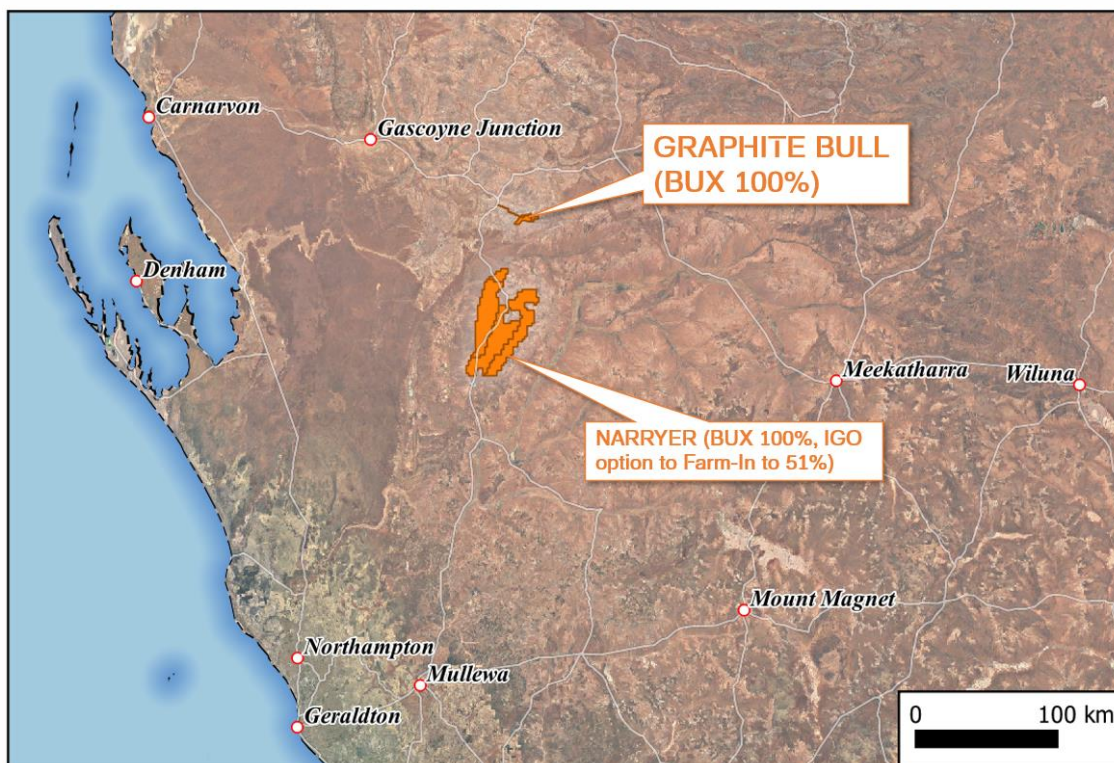 Carnarvon
Gascoyne Junction
GRAPHITE BULL
(BUX 100%)
Denham
Meekatharra
Wiluna
NARRYER (BUX 100%, IGO
option to Farm-In to 51%)
Mount Magnet
Northampton
Mullewa
Geraldton
0 100 km